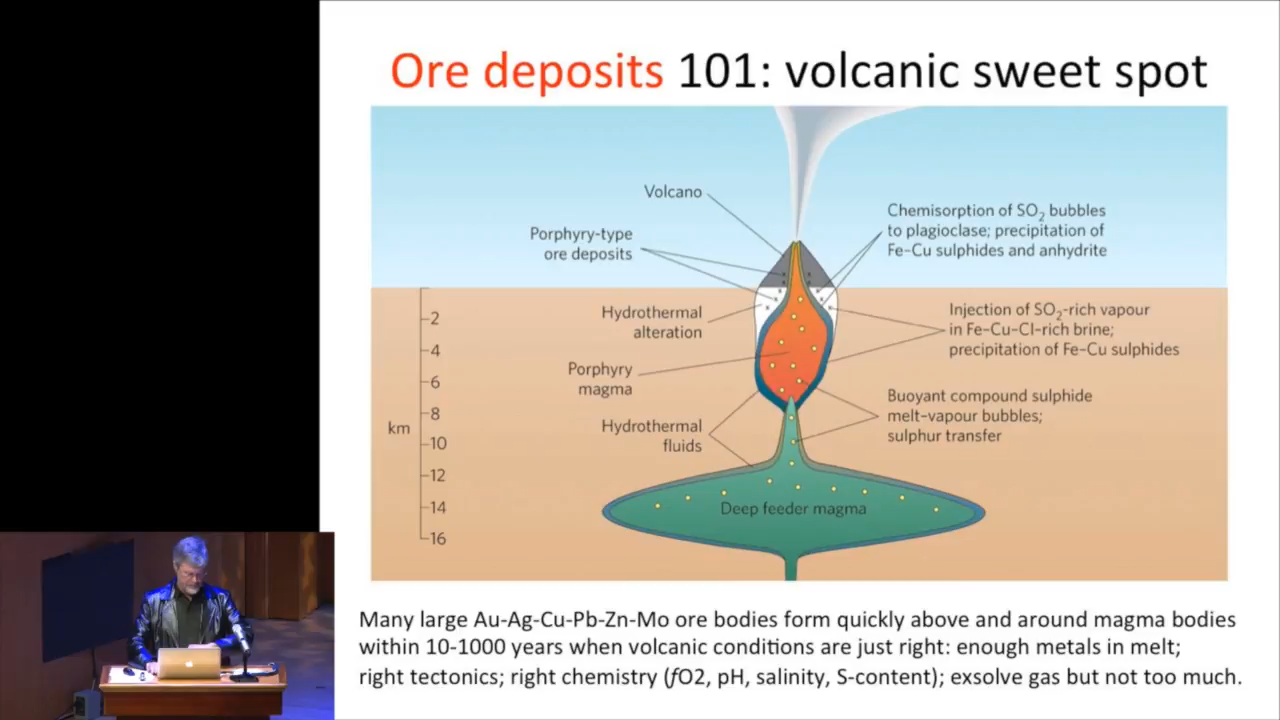 Ore deposits 101: volcanic sweet spot
Volcano
Porphyry-type
ore deposits
Hydrothermal
alteration
Porphyry
magma
Hydrothermal
fluids
Chemisorption of SO2 bubbles
to plagioclase; precipitation of
Fe–Cu sulphides and anhydrite
Injection of SO2-rich vapour
in Fe–Cu–Cl-rich brine;
precipitation of Fe–Cu sulphides
Buoyant compound sulphide
melt–vapour bubbles;
sulphur transfer
Deep feeder magma
km
2
4
6
8
10
12
14
16
Many large Au-Ag-Cu-Pb-Zn-Mo ore bodies form quickly above and around magma bodies
within 10-1000 years when volcanic conditions are just right: enough metals in melt;
right tectonics; right chemistry (fO2, pH, salinity, S-content); exsolve gas but not too much.